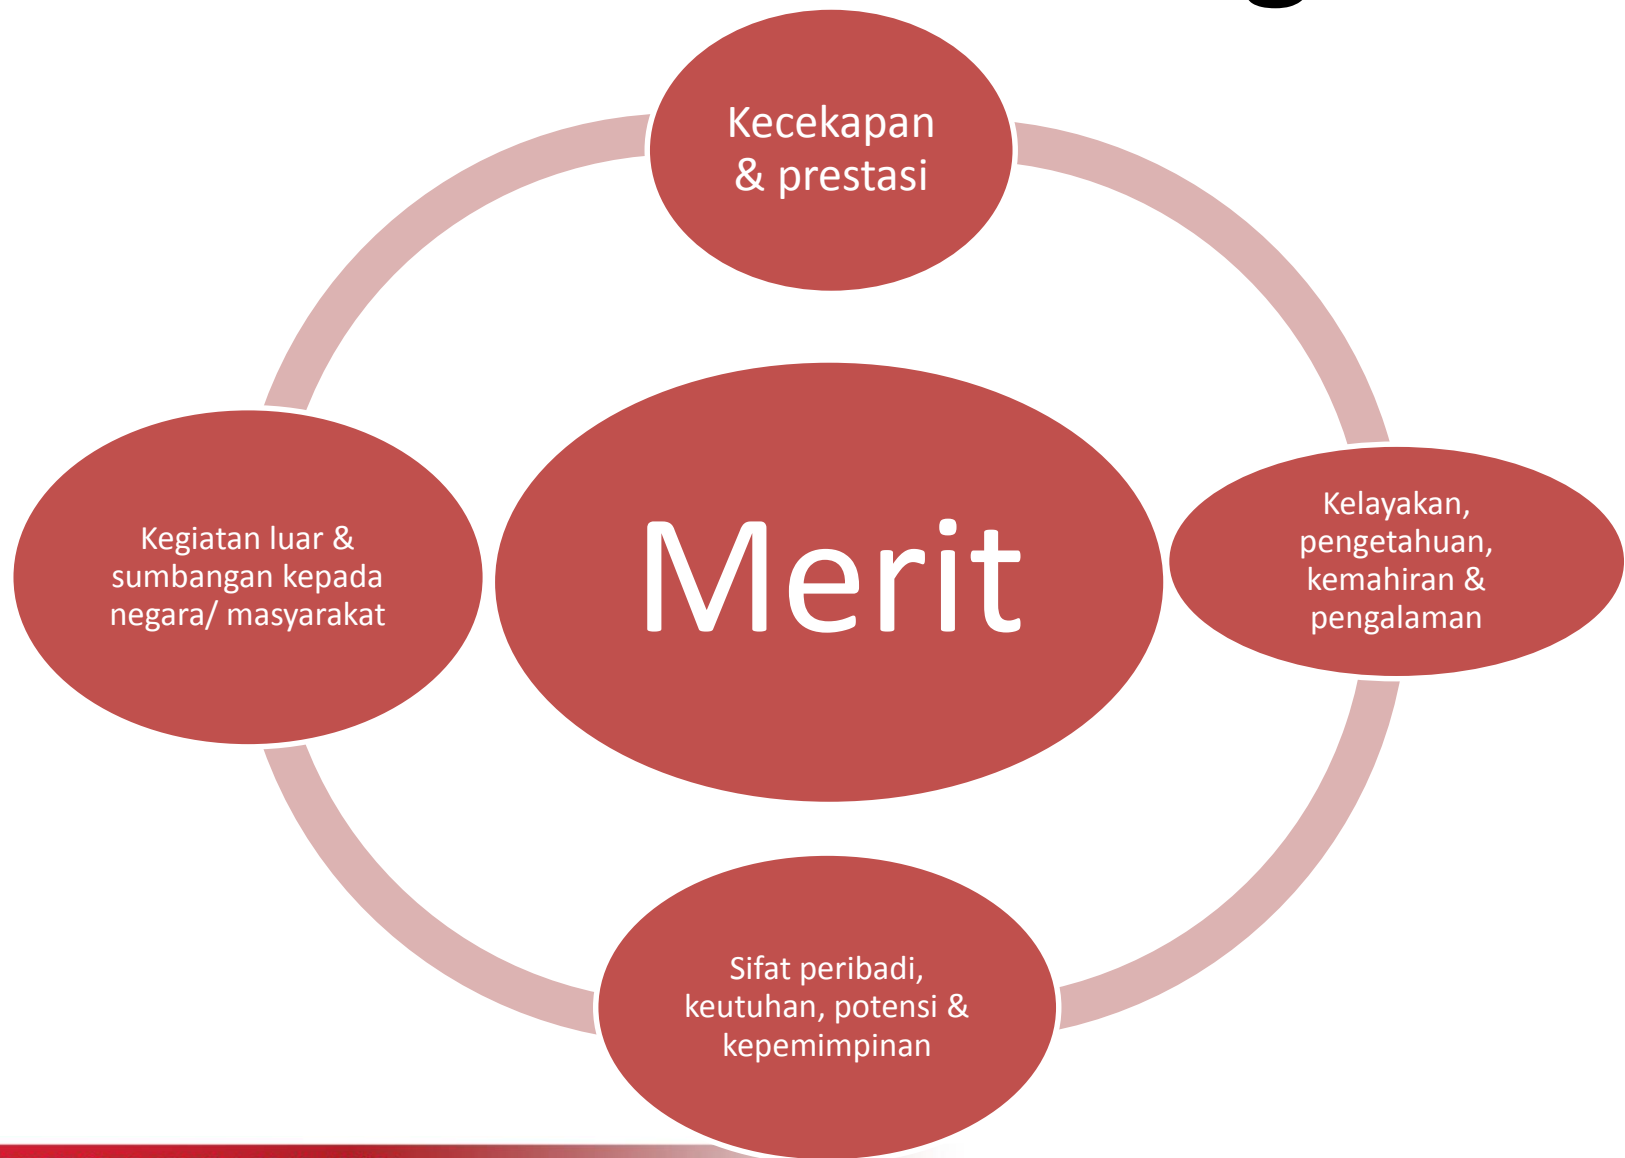 Kecekapan
& prestasi
Kegiatan luar &
sumbangan kepada
negara/ masyarakat
Merit
Kelayakan,
pengetahuan,
kemahiran &
pengalaman
Sifat peribadi,
keutuhan, potensi &
kepemimpinan